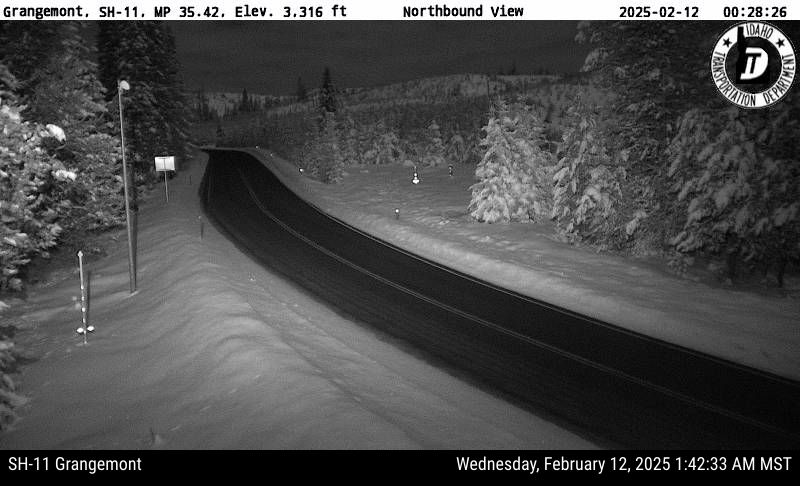 Grangemont, SH-11, MP 35.42, Elev. 3,316 ft Northbound View 2025-02-12 00:28:26
IDAHO
TRANSPORTATION DEPARTMENT
SH-11 Grangemont Wednesday, February 12, 2025 1:42:33 AM MST